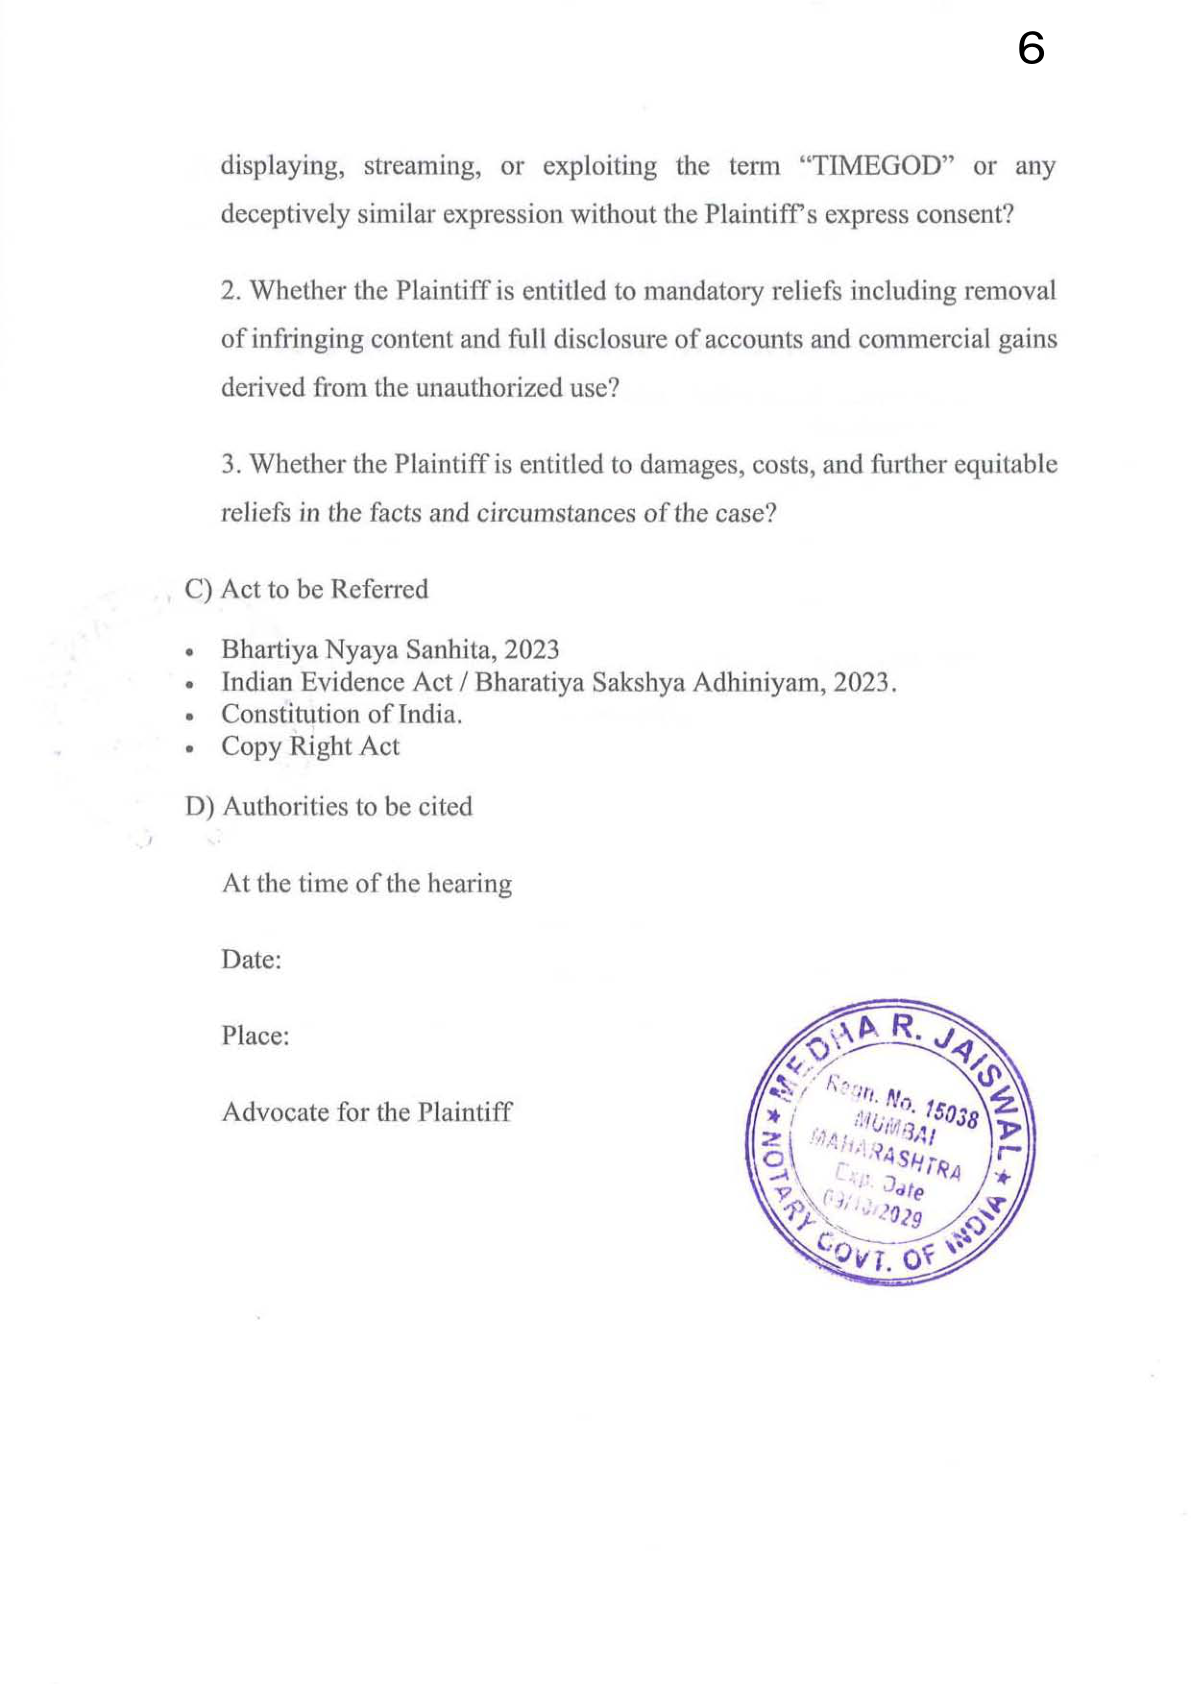 6
displaying, streaming, or exploiting the term “TIMEGOD” or any
deceptively similar expression without the Plaintiff’s express consent?
2. Whether the Plaintiff is entitled to mandatory reliefs including removal
of infringing content and full disclosure of accounts and commercial gains
derived from the unauthorized use?
3. Whether the Plaintiff is entitled to damages, costs, and further equitable
reliefs in the facts and circumstances of the case?
C) Act to be Referred
• Bhartiya Nyaya Sanhita, 2023
• Indian Evidence Act / Bharatiya Sakshya Adhiniyam, 2023.
• Constitution of India.
• Copy Right Act
D) Authorities to be cited
At the time of the hearing
Date:
Place:
Advocate for the Plaintiff
MEDHA R. JAISWAL
Regn. No. 15038
MUMBAI
MAHARASHTRA
Exp. Date
NOTARY GOVT. OF INDIA